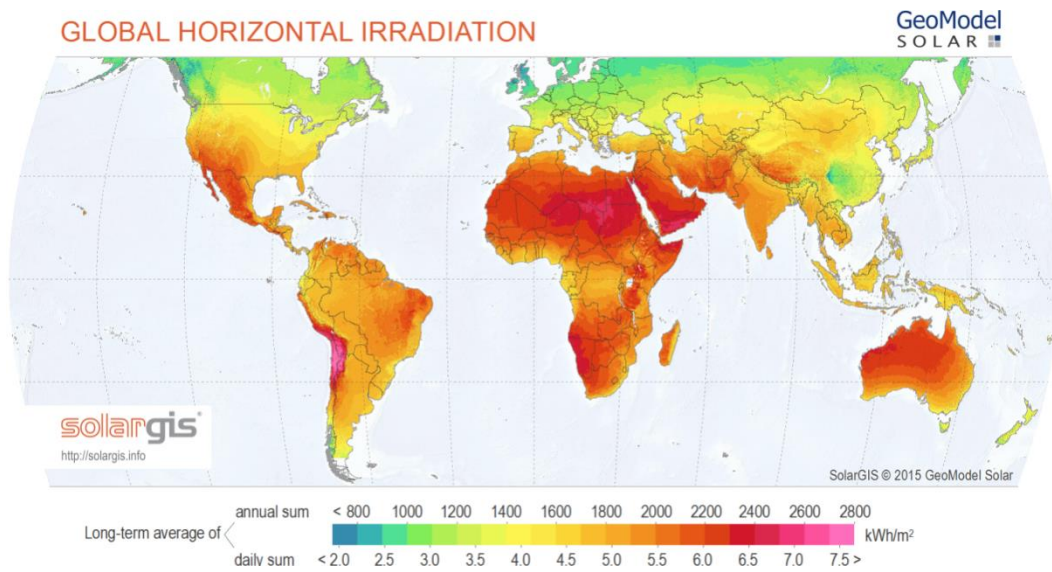 GLOBAL HORIZONTAL IRRADIATION
GeoModel
SOLAR
solargis
http://solargis.info
SolarGIS © 2015 GeoModel Solar
Long-term average of
annual sum < 800 1000 1200 1400 1600 1800 2000 2200 2400 2600 2800 kWh/m²
daily sum < 2.0 2.5 3.0 3.5 4.0 4.5 5.0 5.5 6.0 6.5 7.0 7.5 >